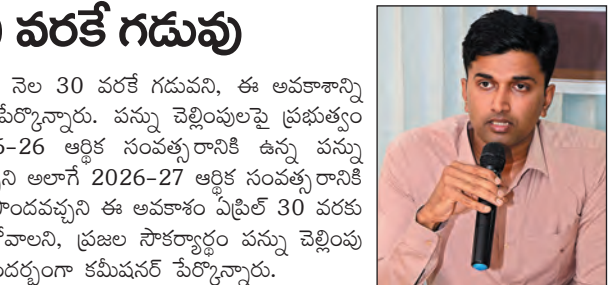 వరకే గడువు
నెల 30 వరకే గడువని, ఈ అవకాశాన్ని
పేర్కొన్నారు. పన్ను చెల్లింపులపై ప్రభుత్వం
-26 ఆర్థిక సంవత్సరానికి ఉన్న పన్ను
అలాగే 2026-27 ఆర్థిక సంవత్సరానికి
ఈ అవకాశం ఏప్రిల్ 30 వరకు
ప్రజల సౌకర్యార్థం పన్ను చెల్లింపు
కమీషనర్ పేర్కొన్నారు.